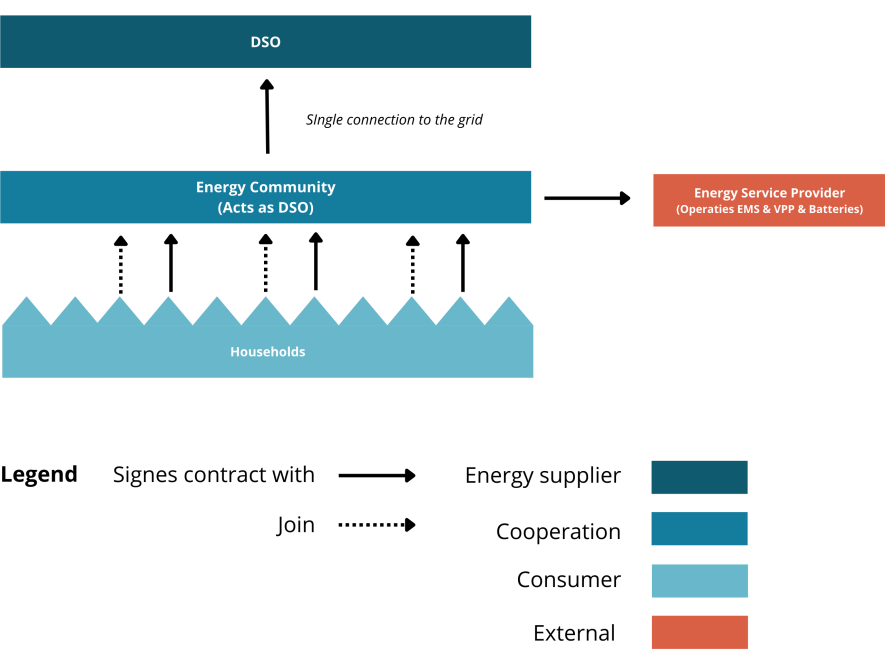 DSO
SIngle connection to the grid
Energy Community
(Acts as DSO)
Energy Service Provider
(Operaties EMS & VPP & Batteries)
Households
Legend
Signes contract with
Join
Energy supplier
Cooperation
Consumer
External